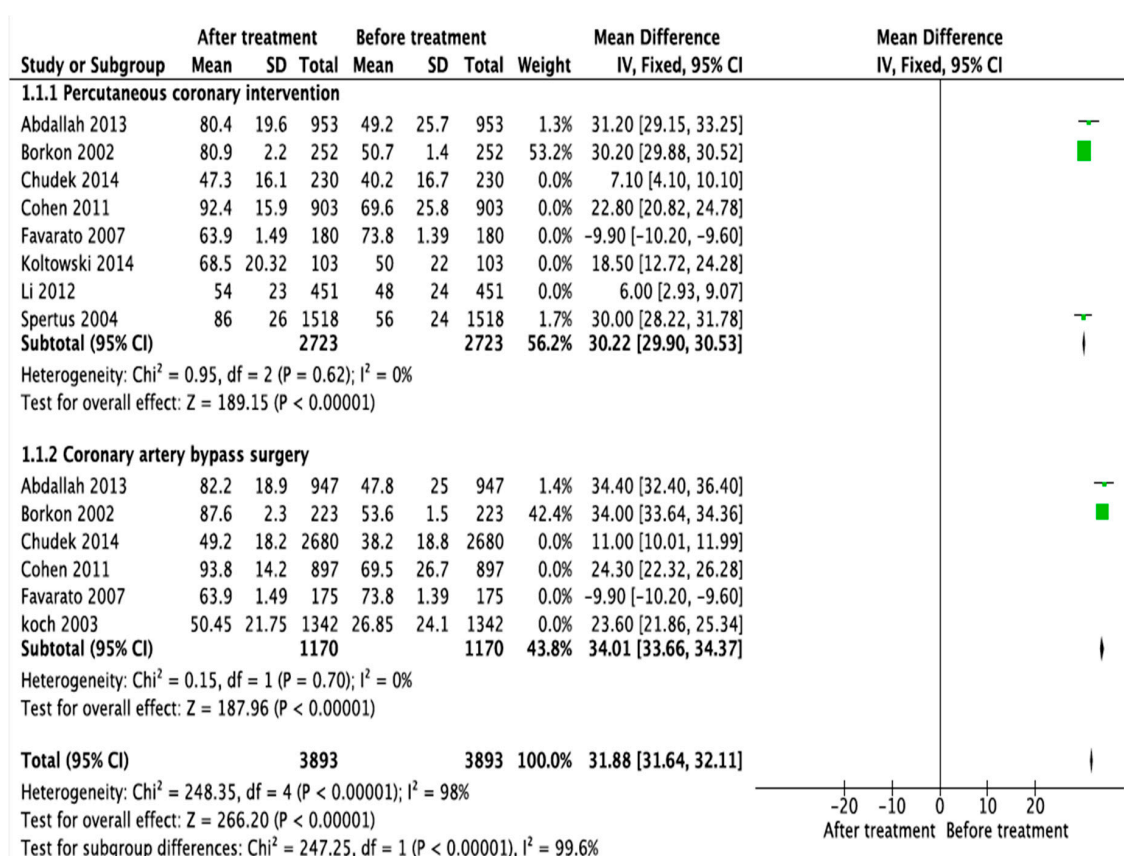 After treatment Before treatment Mean Difference Mean Difference
Study or Subgroup Mean SD Total Mean SD Total Weight IV, Fixed, 95% CI IV, Fixed, 95% CI
1.1.1 Percutaneous coronary intervention
Abdallah 2013 80.4 19.6 953 49.2 25.7 953 1.3% 31.20 [29.15, 33.25]
Borkon 2002 80.9 2.2 252 50.7 1.4 252 53.2% 30.20 [29.88, 30.52]
Chudek 2014 47.3 16.1 230 40.2 16.7 230 0.0% 7.10 [4.10, 10.10]
Cohen 2011 92.4 15.9 903 69.6 25.8 903 0.0% 22.80 [20.82, 24.78]
Favarato 2007 63.9 1.49 180 73.8 1.39 180 0.0% −9.90 [−10.20, −9.60]
Koltowski 2014 68.5 20.32 103 50 22 103 0.0% 18.50 [12.72, 24.28]
Li 2012 54 23 451 48 24 451 0.0% 6.00 [2.93, 9.07]
Spertus 2004 86 26 1518 56 24 1518 1.7% 30.00 [28.22, 31.78]
Subtotal (95% CI) 2723 2723 56.2% 30.22 [29.90, 30.53]
Heterogeneity: Chi² = 0.95, df = 2 (P = 0.62); I² = 0%
Test for overall effect: Z = 189.15 (P < 0.00001)
1.1.2 Coronary artery bypass surgery
Abdallah 2013 82.2 18.9 947 47.8 25 947 1.4% 34.40 [32.40, 36.40]
Borkon 2002 87.6 2.3 223 53.6 1.5 223 42.4% 34.00 [33.64, 34.36]
Chudek 2014 49.2 18.2 2680 38.2 18.8 2680 0.0% 11.00 [10.01, 11.99]
Cohen 2011 93.8 14.2 897 69.5 26.7 897 0.0% 24.30 [22.32, 26.28]
Favarato 2007 63.9 1.49 175 73.8 1.39 175 0.0% −9.90 [−10.20, −9.60]
koch 2003 50.45 21.75 1342 26.85 24.1 1342 0.0% 23.60 [21.86, 25.34]
Subtotal (95% CI) 1170 1170 43.8% 34.01 [33.66, 34.37]
Heterogeneity: Chi² = 0.15, df = 1 (P = 0.70); I² = 0%
Test for overall effect: Z = 187.96 (P < 0.00001)
Total (95% CI) 3893 3893 100.0% 31.88 [31.64, 32.11]
Heterogeneity: Chi² = 248.35, df = 4 (P < 0.00001); I² = 98%
Test for overall effect: Z = 266.20 (P < 0.00001)
Test for subgroup differences: Chi² = 247.25, df = 1 (P < 0.00001), I² = 99.6%
−20 −10 0 10 20
After treatment Before treatment